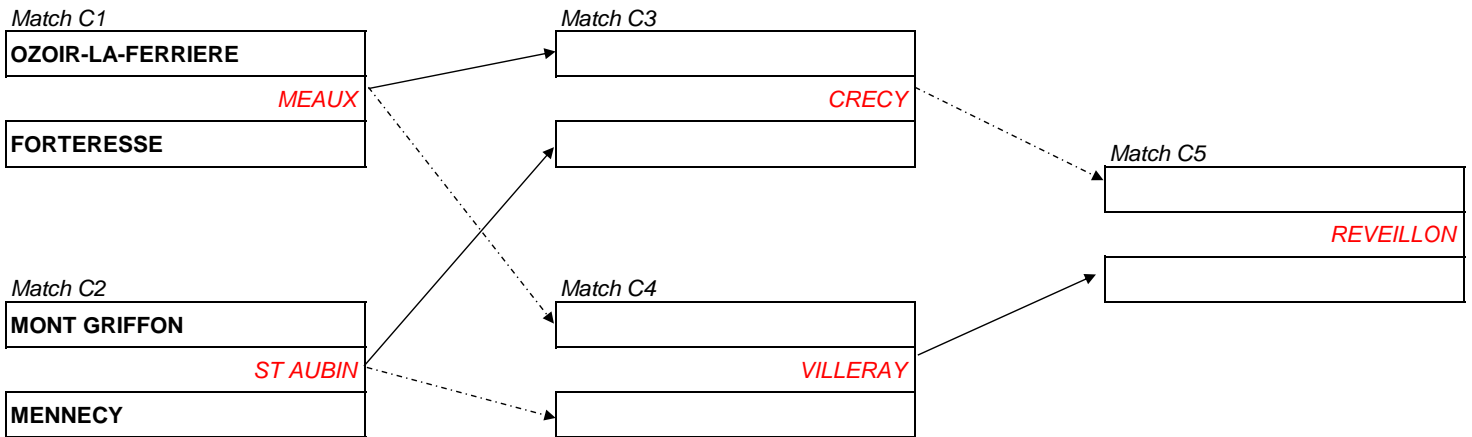 Match C1
OZOIR-LA-FERRIERE
MEAUX
FORTERESSE
Match C2
MONT GRIFFON
ST AUBIN
MENNECY
Match C3
CRECY
Match C4
VILLERAY
Match C5
REVEILLON